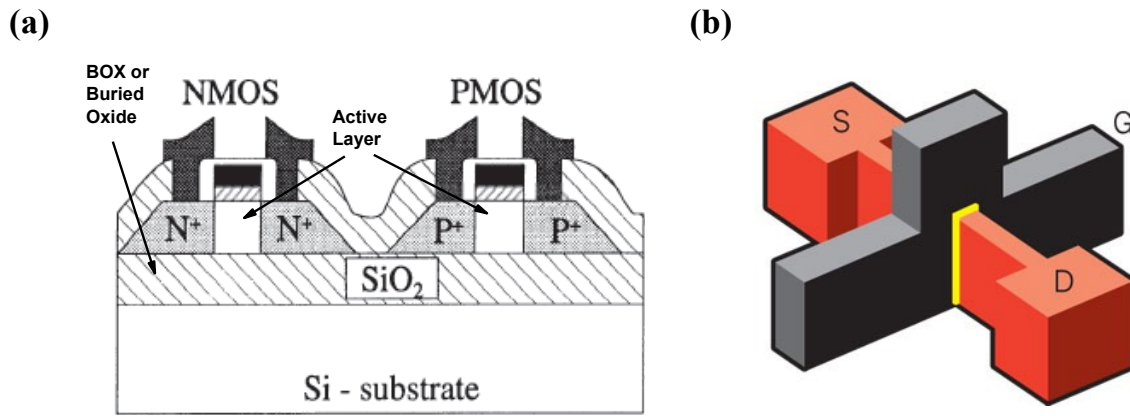 (a)
(b)
BOX or
Buried
Oxide
NMOS
PMOS
Active
Layer
N+
N+
P+
P+
SiO2
Si - substrate
S
G
D